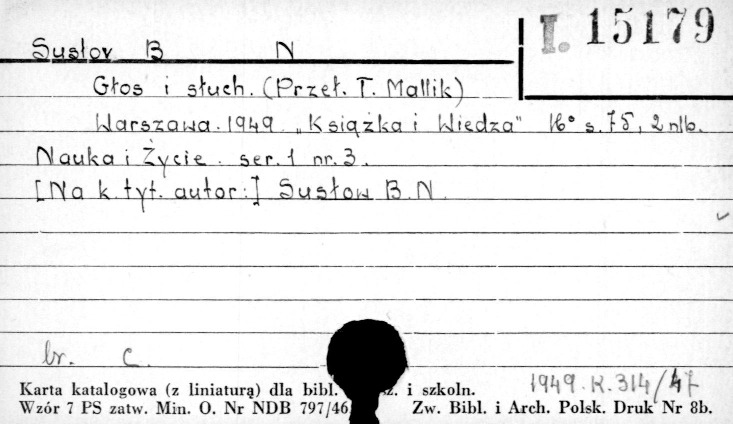 I. 15179
Susłov B N
Głos i słuch. (Przeł. T. Mallik)
Warszawa. 1949 "Książka i Wiedza" 16° s. 75, 2 nlb.
Nauka i Życie. ser. 1 nr. 3.
[Na k. tyt. autor:] Susłow B. N.
br. C.
1949. K. 314/47
Karta katalogowa (z liniaturą) dla bibl. i szkoln.
Wzór 7 PS zatw. Min. O. Nr NDB 797/46 Zw. Bibl. i Arch. Polsk. Druk Nr 8b.